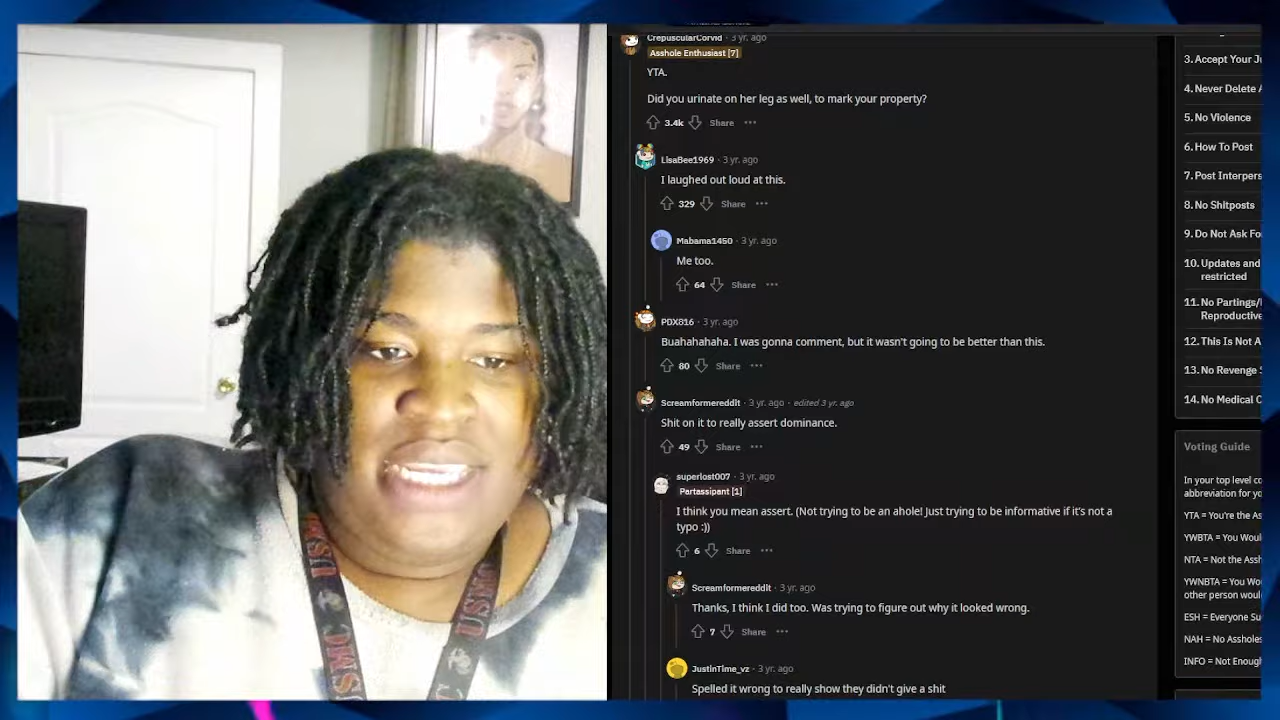 CrepuscularCorvid · 3 yr. ago
Asshole Enthusiast [7]
YTA.
Did you urinate on her leg as well, to mark your property?
3.4k Share
LisaBee1969 · 3 yr. ago
I laughed out loud at this.
329 Share
Mabama1450 · 3 yr. ago
Me too.
64 Share
PDX816 · 3 yr. ago
Buahahahaha. I was gonna comment, but it wasn't going to be better than this.
80 Share
Screamformereddit · 3 yr. ago · edited 3 yr. ago
Shit on it to really assert dominance.
49 Share
superlost007 · 3 yr. ago
Partassipant [1]
I think you mean assert. (Not trying to be an ahole! Just trying to be informative if it's not a
typo :))
6 Share
Screamformereddit · 3 yr. ago
Thanks, I think I did too. Was trying to figure out why it looked wrong.
7 Share
JustinTime_vz · 3 yr. ago
Spelled it wrong to really show they didn't give a shit
3. Accept Your
4. Never Delete
5. No Violence
6. How To Post
7. Post Interpers
8. No Shitposts
9. Do Not Ask Fo
10. Updates and
restricted
11. No Partings/
Reproductive
12. This Is Not A
13. No Revenge
14. No Medical C
Voting Guide
In your top level co
abbreviation for yo
YTA = You're the As
YWBTA = You Woul
NTA = Not the Assh
YWNBTA = You Wo
other person woul
ESH = Everyone Su
NAH = No Assholes
INFO = Not Enoug
USMC
USMC
USMC